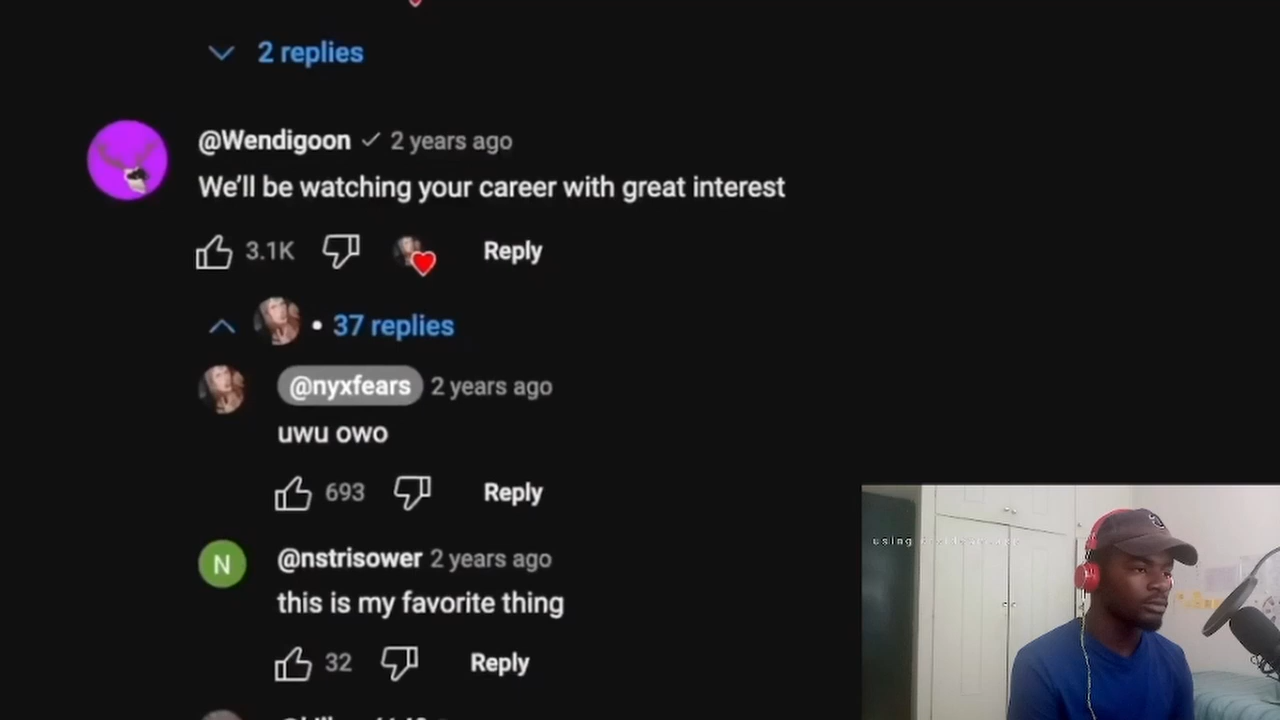 2 replies
@Wendigoon 2 years ago
We'll be watching your career with great interest
3.1K Reply
37 replies
@nyxfears 2 years ago
uwu owo
693 Reply
N
@nstrisower 2 years ago
this is my favorite thing
32 Reply
using